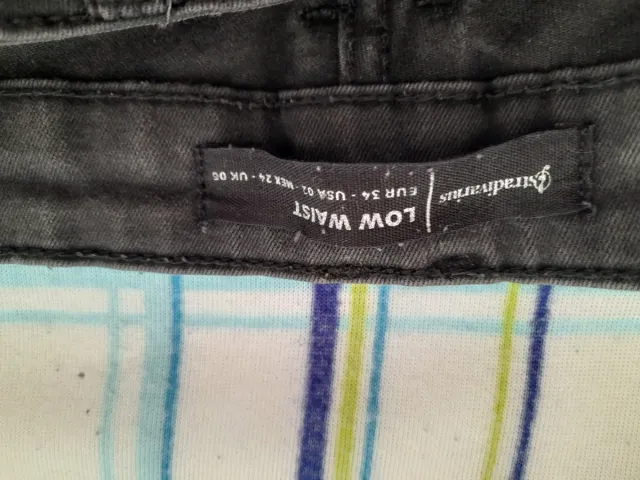 Stradivarius
LOW WAIST
EUR 34 - USA 02 - MEX 24 - UK 06